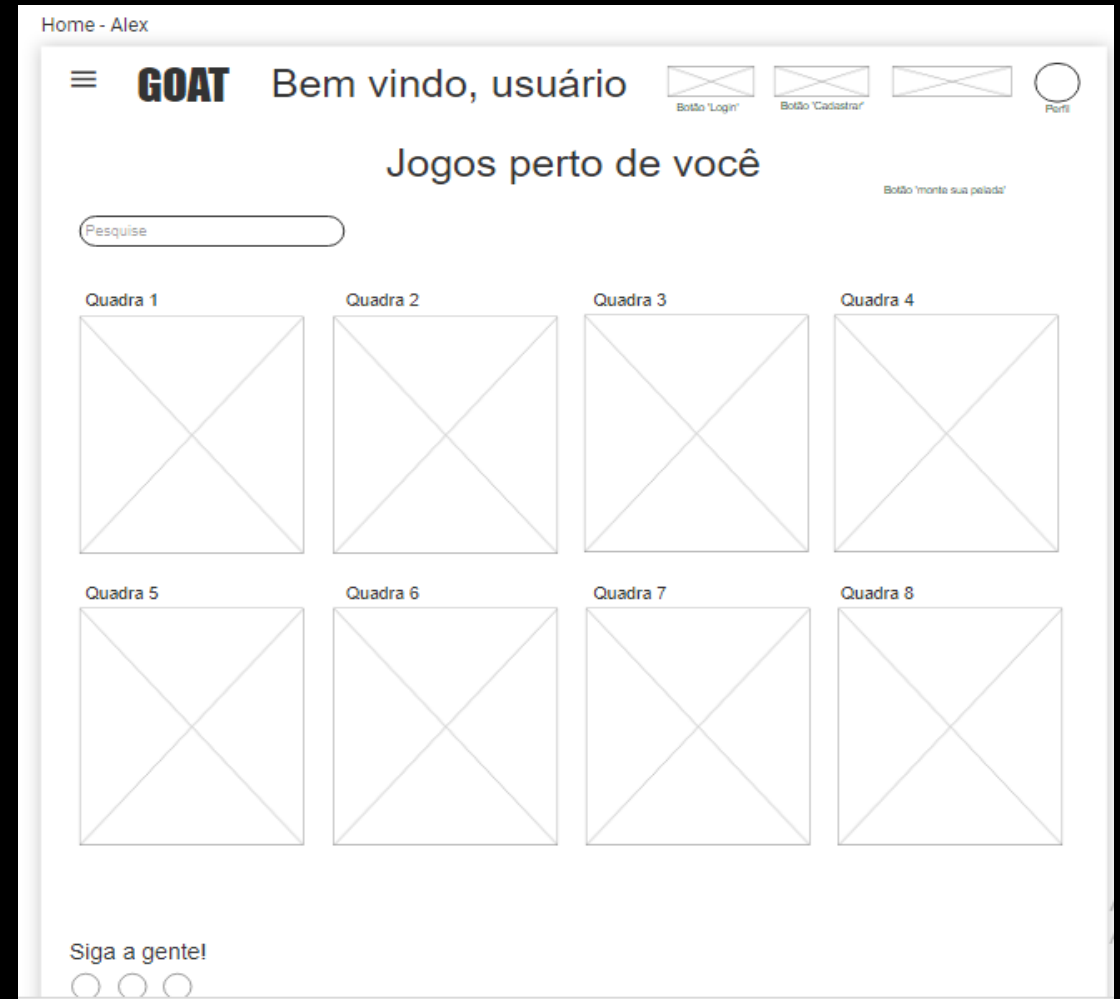 Home - Alex
GOAT Bem vindo, usuário
Botão 'Login' Botão 'Cadastrar' Perfil
Jogos perto de você
Botão 'monte sua pelada'
Pesquise
Quadra 1 Quadra 2 Quadra 3 Quadra 4
Quadra 5 Quadra 6 Quadra 7 Quadra 8
Siga a gente!